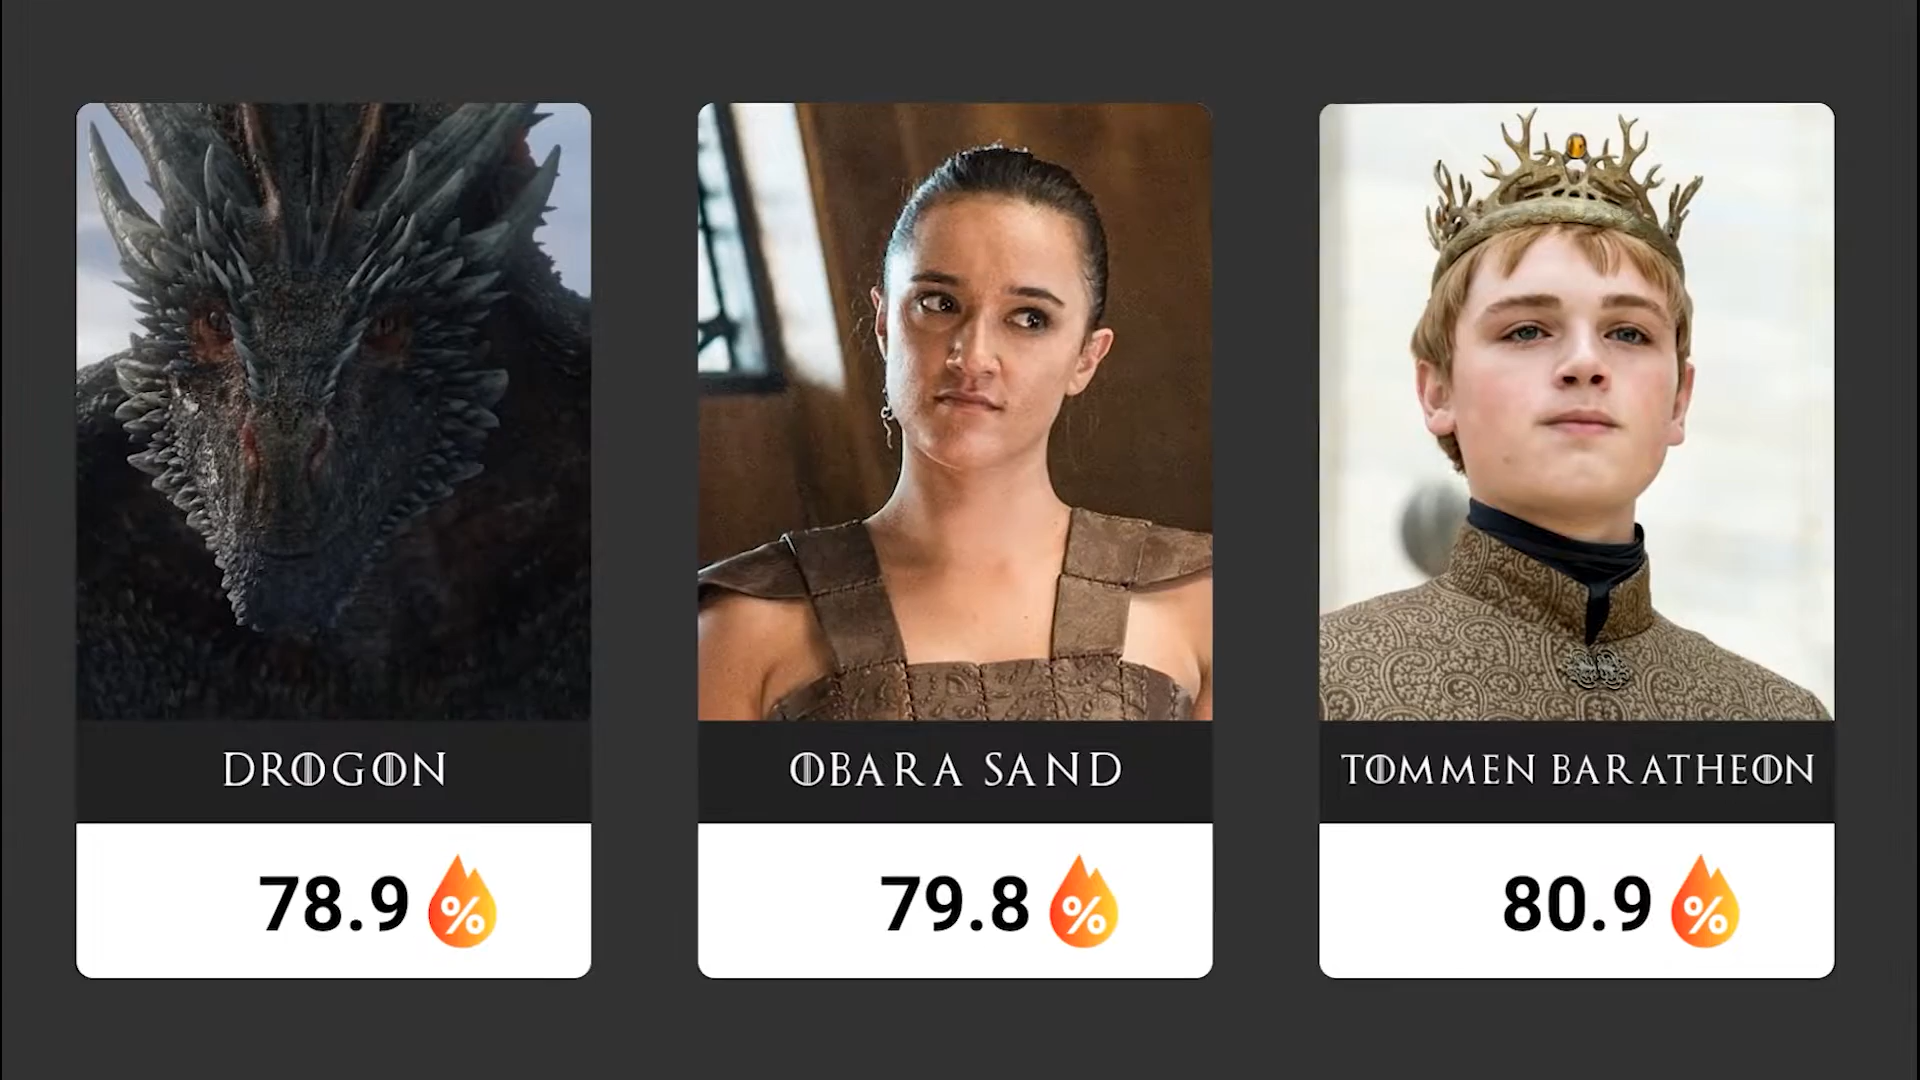 DROGON
OBARA SAND
TOMMEN BARATHEON
78.9 %
79.8 %
80.9 %